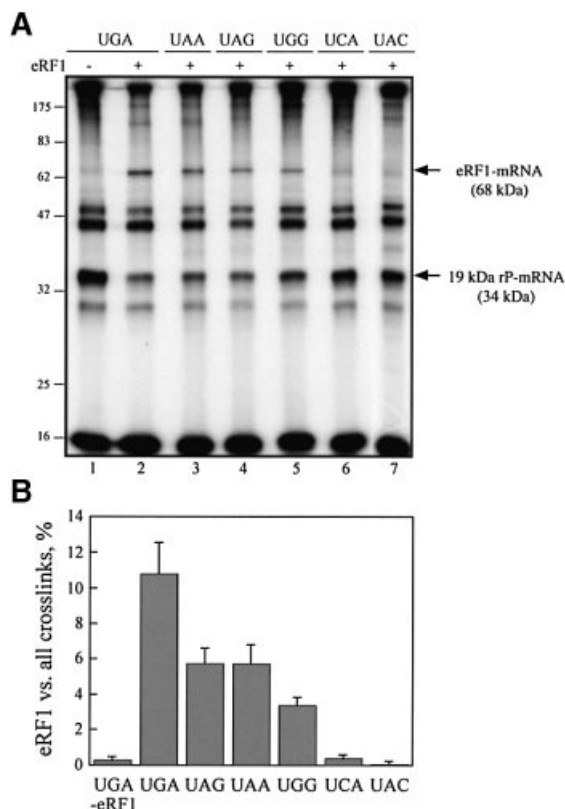 A
UGA UAA UAG UGG UCA UAC
eRF1 - + + + + + +
175
83
62
47
32
25
16
eRF1-mRNA
(68 kDa)
19 kDa rP-mRNA
(34 kDa)
1 2 3 4 5 6 7
B
eRF1 vs. all crosslinks, %
14
12
10
8
6
4
2
0
UGA UGA UAG UAA UGG UCA UAC
-eRF1